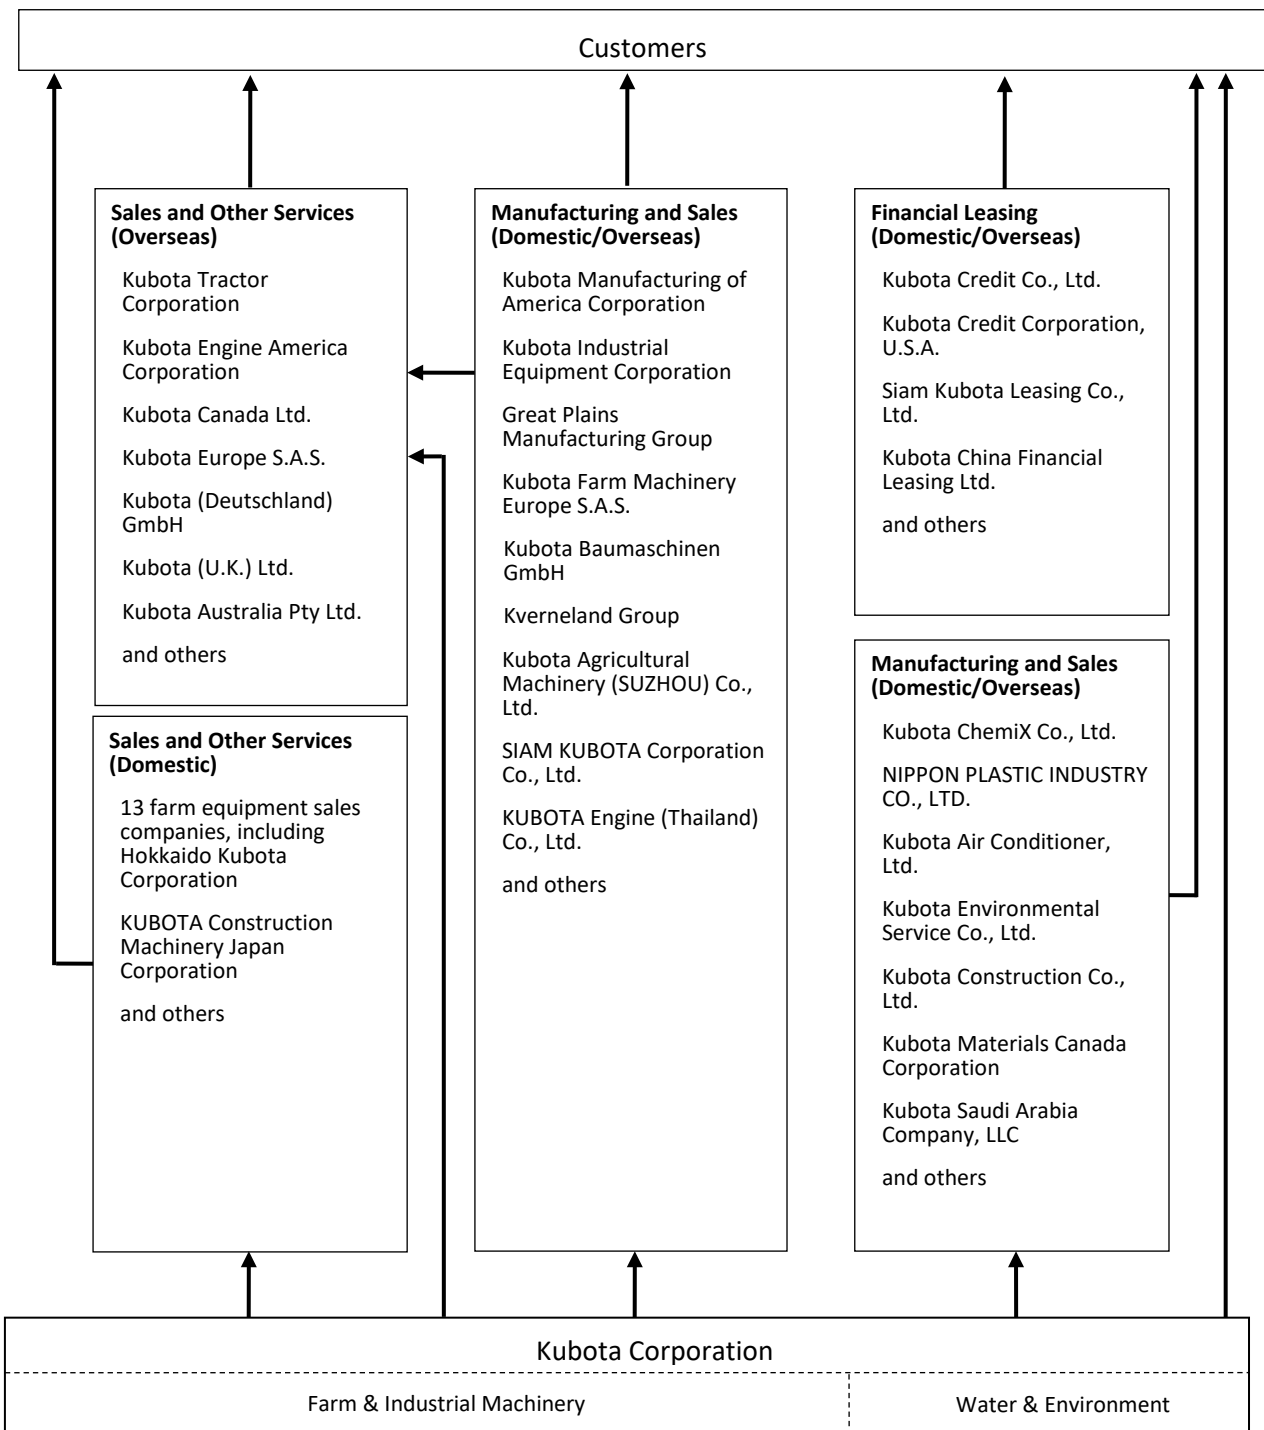 Customers
Sales and Other Services
(Overseas)
Kubota Tractor
Corporation
Kubota Engine America
Corporation
Kubota Canada Ltd.
Kubota Europe S.A.S.
Kubota (Deutschland)
GmbH
Kubota (U.K.) Ltd.
Kubota Australia Pty Ltd.
and others
Sales and Other Services
(Domestic)
13 farm equipment sales
companies, including
Hokkaido Kubota
Corporation
KUBOTA Construction
Machinery Japan
Corporation
and others
Manufacturing and Sales
(Domestic/Overseas)
Kubota Manufacturing of
America Corporation
Kubota Industrial
Equipment Corporation
Great Plains
Manufacturing Group
Kubota Farm Machinery
Europe S.A.S.
Kubota Baumaschinen
GmbH
Kverneland Group
Kubota Agricultural
Machinery (SUZHOU) Co.,
Ltd.
SIAM KUBOTA Corporation
Co., Ltd.
KUBOTA Engine (Thailand)
Co., Ltd.
and others
Financial Leasing
(Domestic/Overseas)
Kubota Credit Co., Ltd.
Kubota Credit Corporation,
U.S.A.
Siam Kubota Leasing Co.,
Ltd.
Kubota China Financial
Leasing Ltd.
and others
Manufacturing and Sales
(Domestic/Overseas)
Kubota ChemiX Co., Ltd.
NIPPON PLASTIC INDUSTRY
CO., LTD.
Kubota Air Conditioner,
Ltd.
Kubota Environmental
Service Co., Ltd.
Kubota Construction Co.,
Ltd.
Kubota Materials Canada
Corporation
Kubota Saudi Arabia
Company, LLC
and others
Kubota Corporation
Farm & Industrial Machinery
Water & Environment